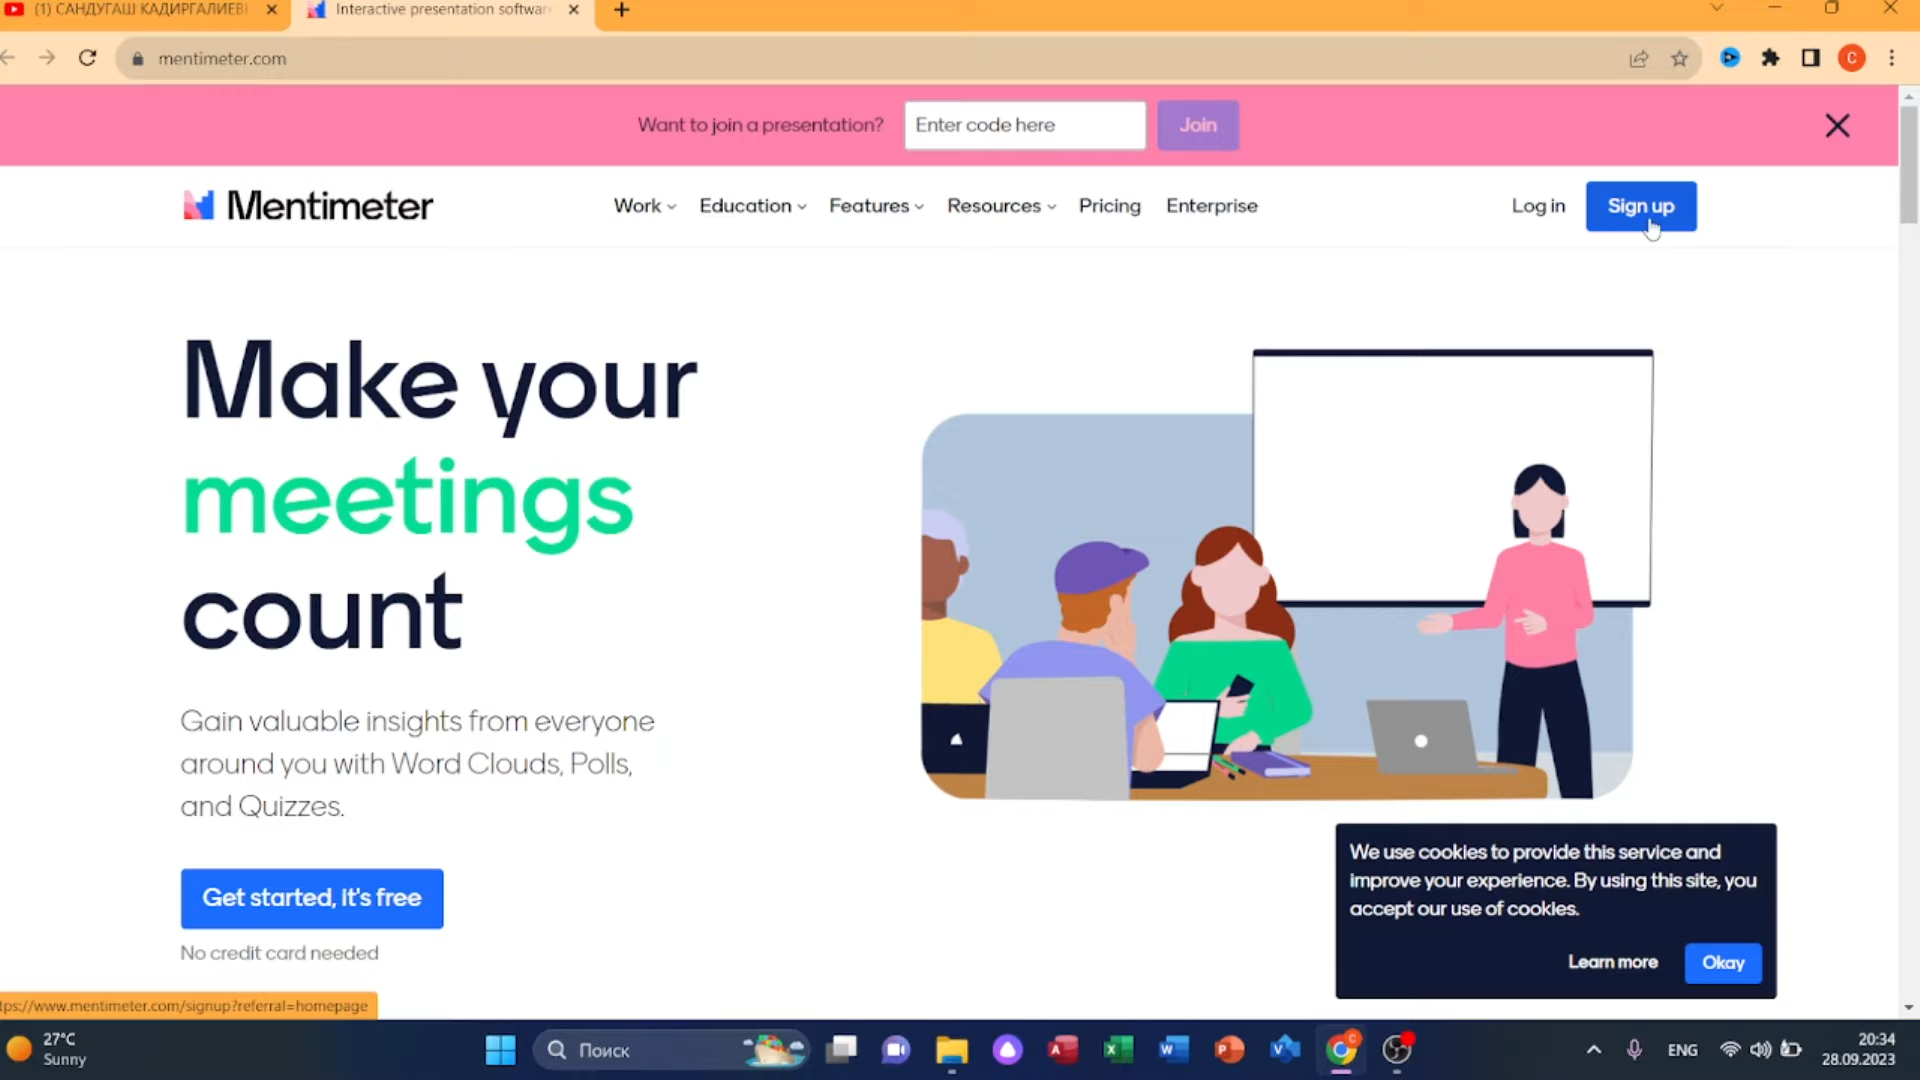 (1) САНДУГАШ КАДИРГАЛИЕВ
Interactive presentation softwar
mentimeter.com
C
Want to join a presentation?
Enter code here
Join
Mentimeter
Work
Education
Features
Resources
Pricing
Enterprise
Log in
Sign up
Make your
meetings
count
Gain valuable insights from everyone
around you with Word Clouds, Polls,
and Quizzes.
Get started, it's free
No credit card needed
We use cookies to provide this service and
improve your experience. By using this site, you
accept our use of cookies.
Learn more
Okay
tps://www.mentimeter.com/signup?referral=homepage
27°C
Sunny
Поиск
ENG
20:34
28.09.2023